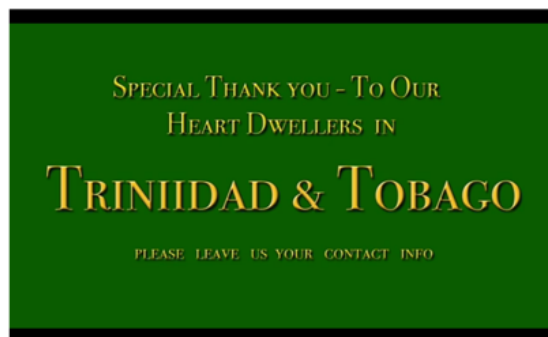 Special Thank you - To Our
Heart Dwellers in
Triniidad & Tobago
please leave us your contact info